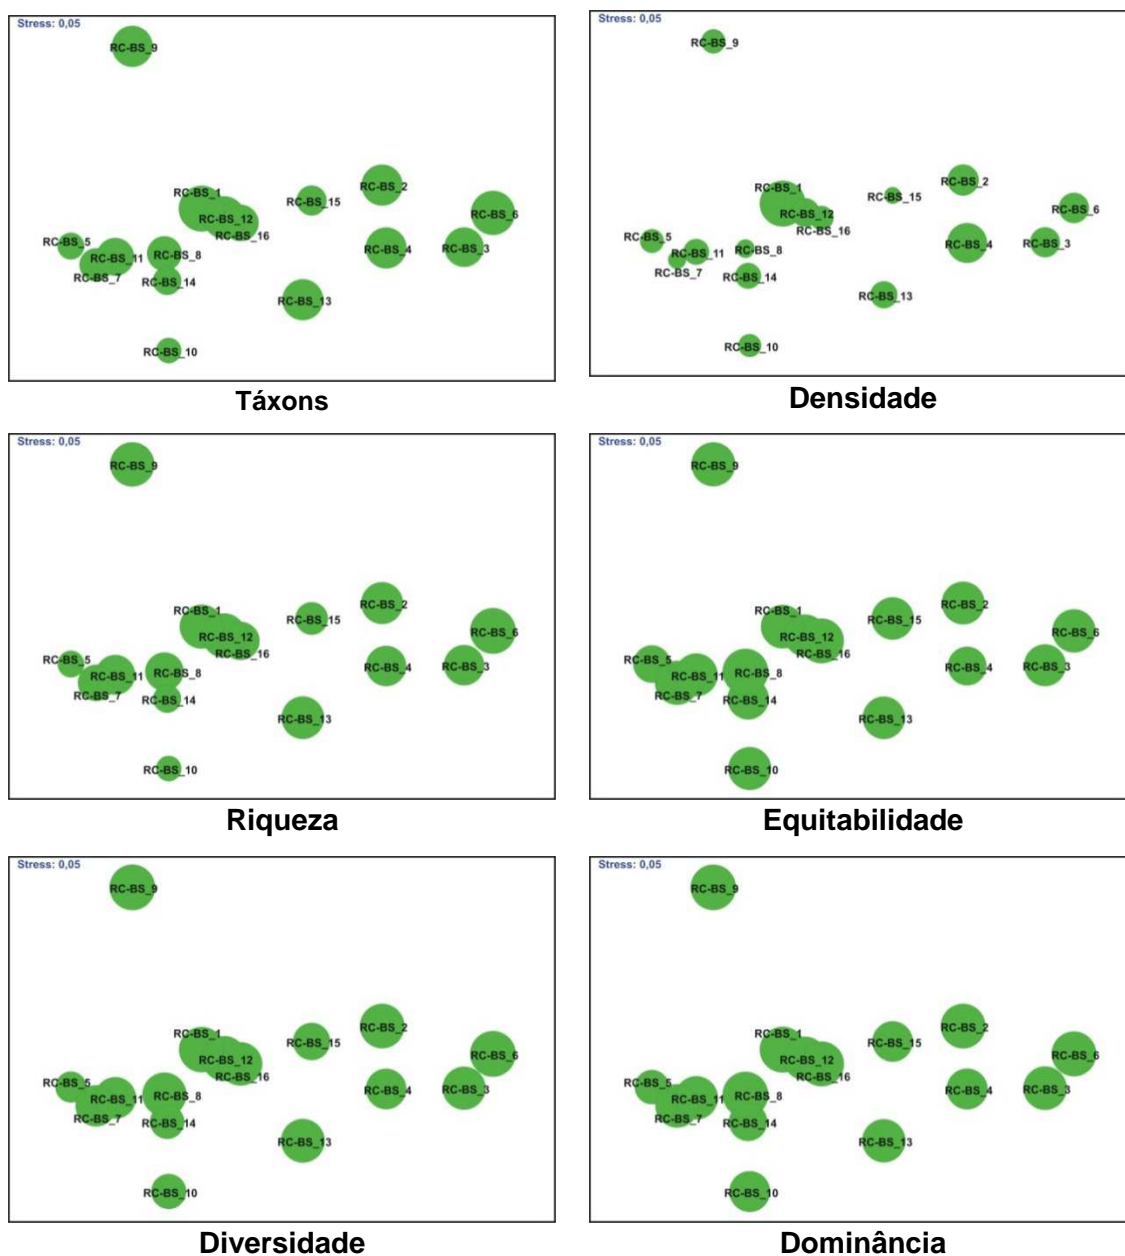 Stress: 0,05
RC-BS_9
RC-BS_1
RC-BS_2
RC-BS_15
RC-BS_6
RC-BS_12
RC-BS_16
RC-BS_5
RC-BS_4
RC-BS_3
RC-BS_11
RC-BS_8
RC-BS_7
RC-BS_14
RC-BS_13
RC-BS_10
Táxons
Stress: 0,05
RC-BS_9
RC-BS_1
RC-BS_2
RC-BS_15
RC-BS_6
RC-BS_12
RC-BS_16
RC-BS_5
RC-BS_4
RC-BS_3
RC-BS_11
RC-BS_8
RC-BS_7
RC-BS_14
RC-BS_13
RC-BS_10
Densidade
Stress: 0,05
RC-BS_9
RC-BS_1
RC-BS_2
RC-BS_15
RC-BS_6
RC-BS_12
RC-BS_16
RC-BS_5
RC-BS_4
RC-BS_3
RC-BS_11
RC-BS_8
RC-BS_7
RC-BS_14
RC-BS_13
RC-BS_10
Riqueza
Stress: 0,05
RC-BS_9
RC-BS_1
RC-BS_2
RC-BS_15
RC-BS_6
RC-BS_12
RC-BS_16
RC-BS_5
RC-BS_4
RC-BS_3
RC-BS_11
RC-BS_8
RC-BS_7
RC-BS_14
RC-BS_13
RC-BS_10
Equitabilidade
Stress: 0,05
RC-BS_9
RC-BS_1
RC-BS_2
RC-BS_15
RC-BS_6
RC-BS_12
RC-BS_16
RC-BS_5
RC-BS_4
RC-BS_3
RC-BS_11
RC-BS_8
RC-BS_7
RC-BS_14
RC-BS_13
RC-BS_10
Diversidade
Stress: 0,05
RC-BS_9
RC-BS_1
RC-BS_2
RC-BS_15
RC-BS_6
RC-BS_12
RC-BS_16
RC-BS_5
RC-BS_4
RC-BS_3
RC-BS_11
RC-BS_8
RC-BS_7
RC-BS_14
RC-BS_13
RC-BS_10
Dominância